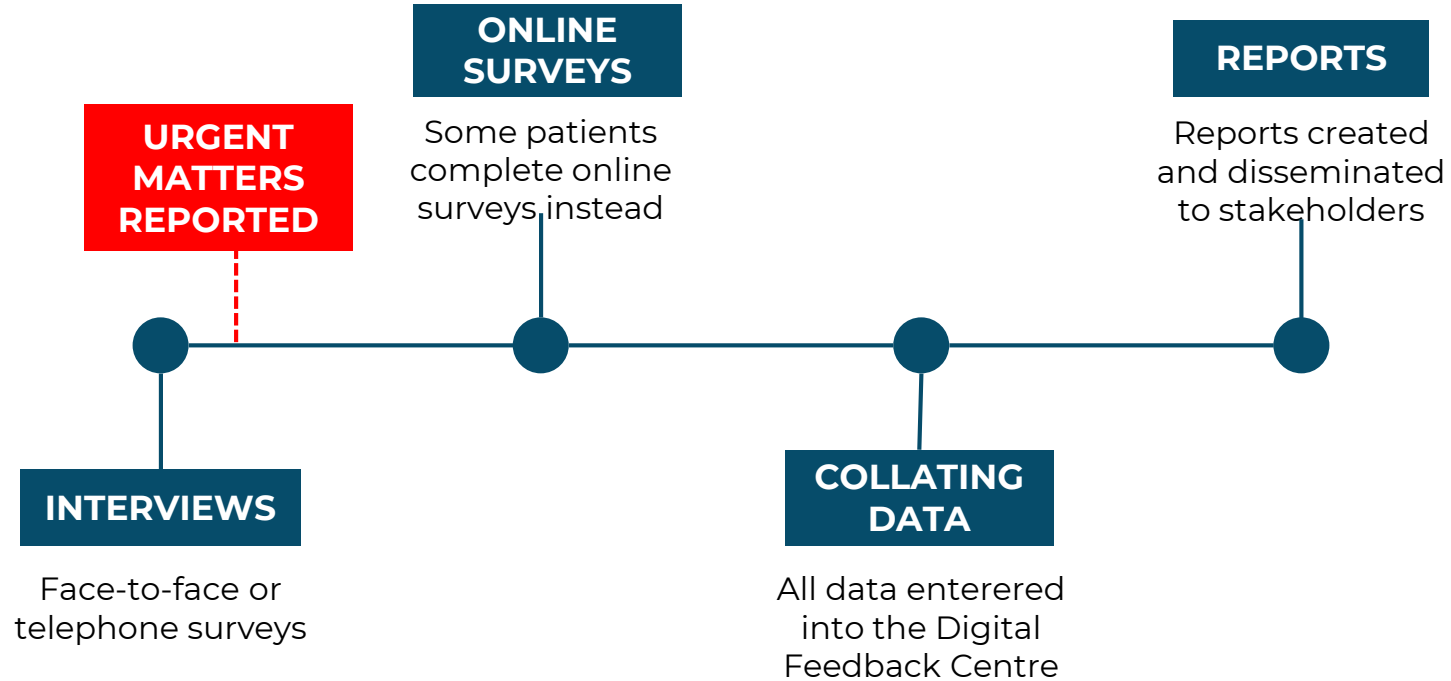 INTERVIEWS
Face-to-face or
telephone surveys
URGENT
MATTERS
REPORTED
ONLINE
SURVEYS
Some patients
complete online
surveys instead
COLLATING
DATA
All data enterered
into the Digital
Feedback Centre
REPORTS
Reports created
and disseminated
to stakeholders